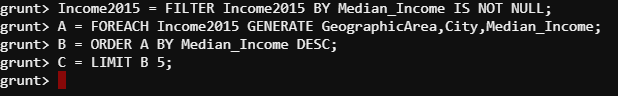 grunt> Income2015 = FILTER Income2015 BY Median_Income IS NOT NULL;
grunt> A = FOREACH Income2015 GENERATE GeographicArea,City,Median_Income;
grunt> B = ORDER A BY Median_Income DESC;
grunt> C = LIMIT B 5;
grunt>